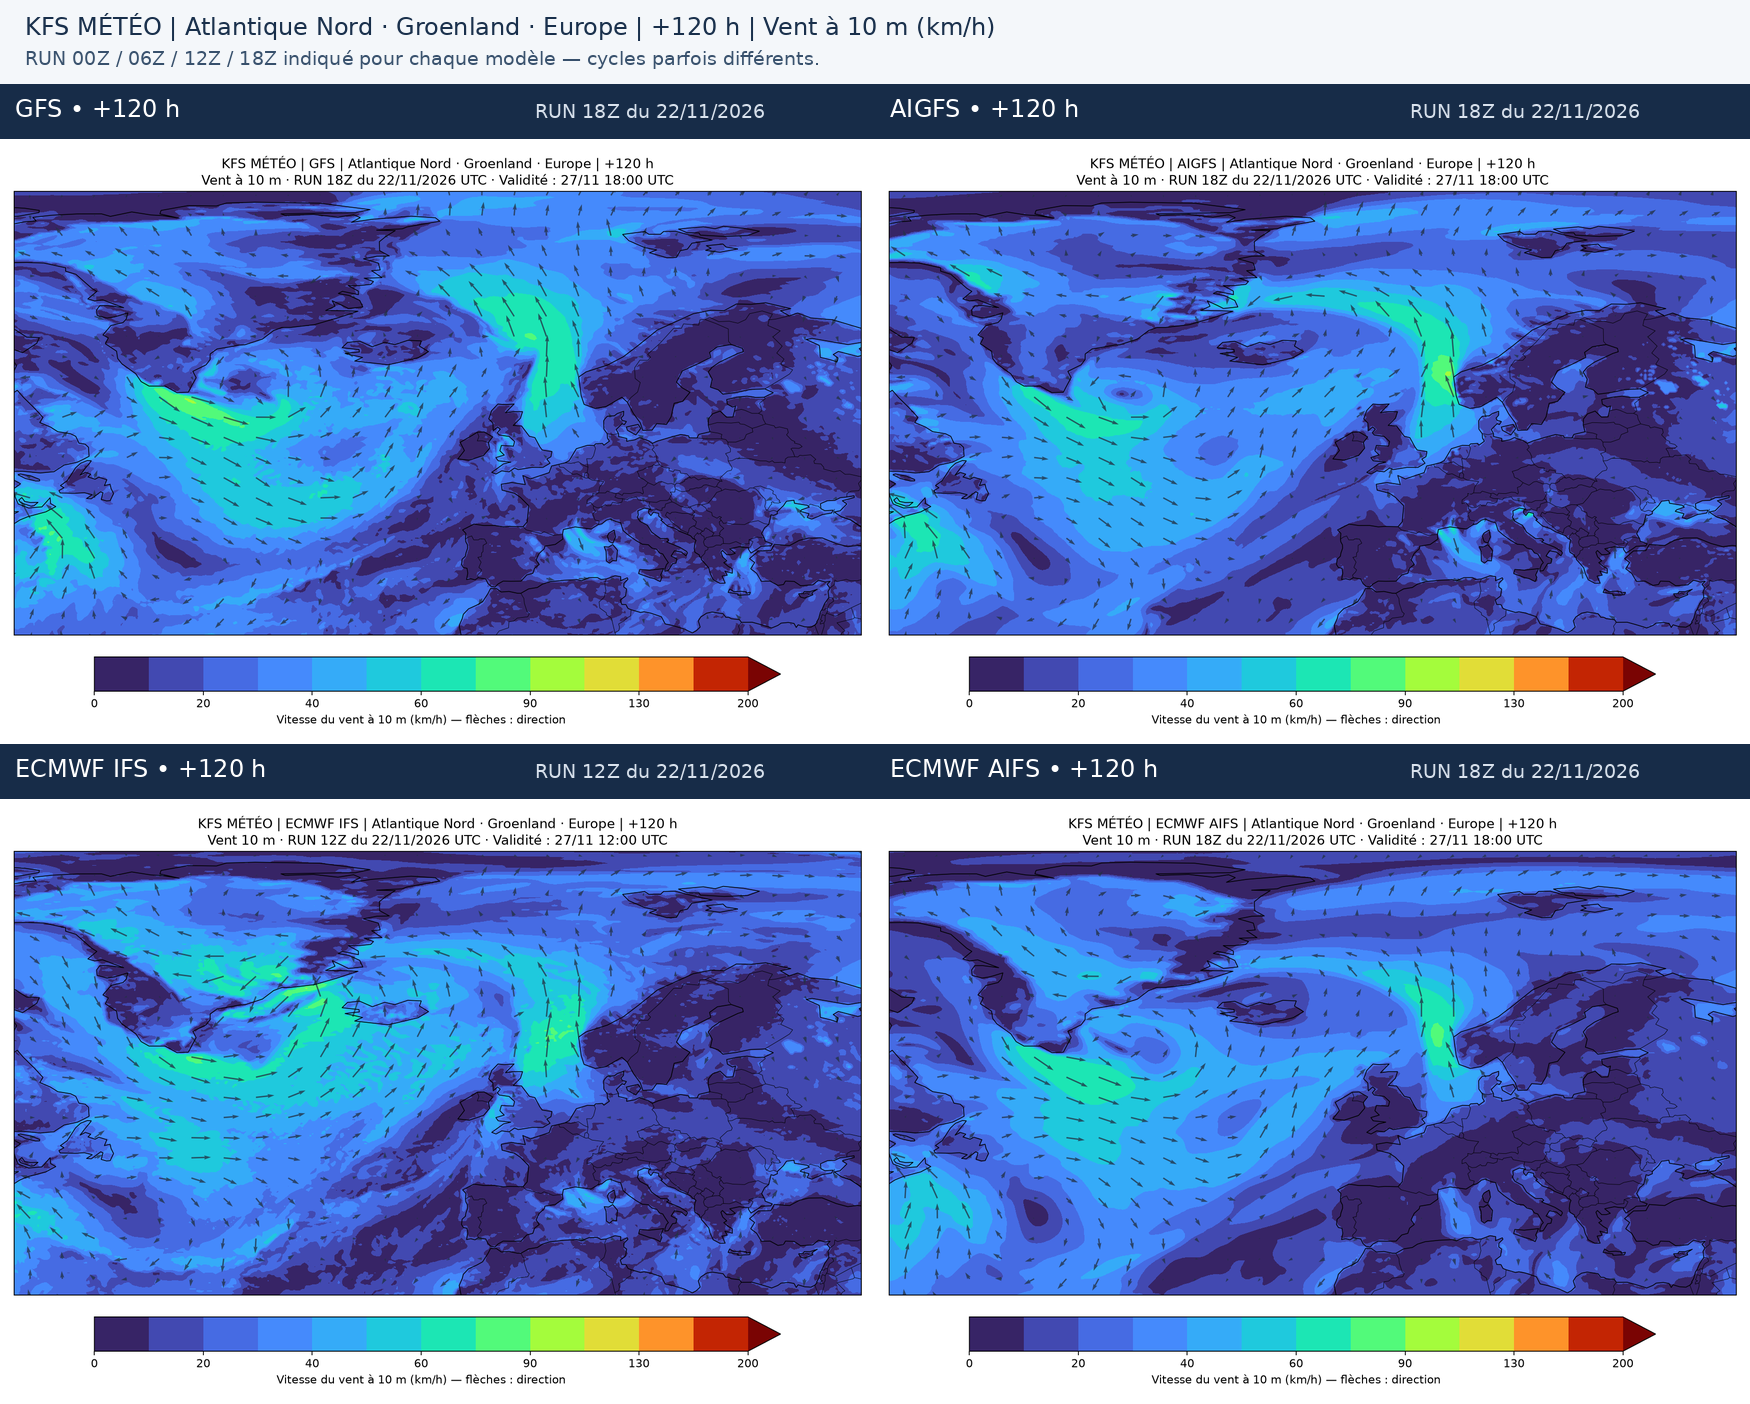 KFS MÉTÉO | Atlantique Nord · Groenland · Europe | +120 h | Vent à 10 m (km/h)
RUN 00Z / 06Z / 12Z / 18Z indiqué pour chaque modèle — cycles parfois différents.
GFS • +120 h
RUN 18Z du 22/11/2026
KFS MÉTÉO | GFS | Atlantique Nord · Groenland · Europe | +120 h
Vent à 10 m · RUN 18Z du 22/11/2026 UTC · Validité : 27/11 18:00 UTC
0 20 40 60 90 130 200
Vitesse du vent à 10 m (km/h) — flèches : direction
AIGFS • +120 h
RUN 18Z du 22/11/2026
KFS MÉTÉO | AIGFS | Atlantique Nord · Groenland · Europe | +120 h
Vent à 10 m · RUN 18Z du 22/11/2026 UTC · Validité : 27/11 18:00 UTC
0 20 40 60 90 130 200
Vitesse du vent à 10 m (km/h) — flèches : direction
ECMWF IFS • +120 h
RUN 12Z du 22/11/2026
KFS MÉTÉO | ECMWF IFS | Atlantique Nord · Groenland · Europe | +120 h
Vent 10 m · RUN 12Z du 22/11/2026 UTC · Validité : 27/11 12:00 UTC
0 20 40 60 90 130 200
Vitesse du vent à 10 m (km/h) — flèches : direction
ECMWF AIFS • +120 h
RUN 18Z du 22/11/2026
KFS MÉTÉO | ECMWF AIFS | Atlantique Nord · Groenland · Europe | +120 h
Vent 10 m · RUN 18Z du 22/11/2026 UTC · Validité : 27/11 18:00 UTC
0 20 40 60 90 130 200
Vitesse du vent à 10 m (km/h) — flèches : direction